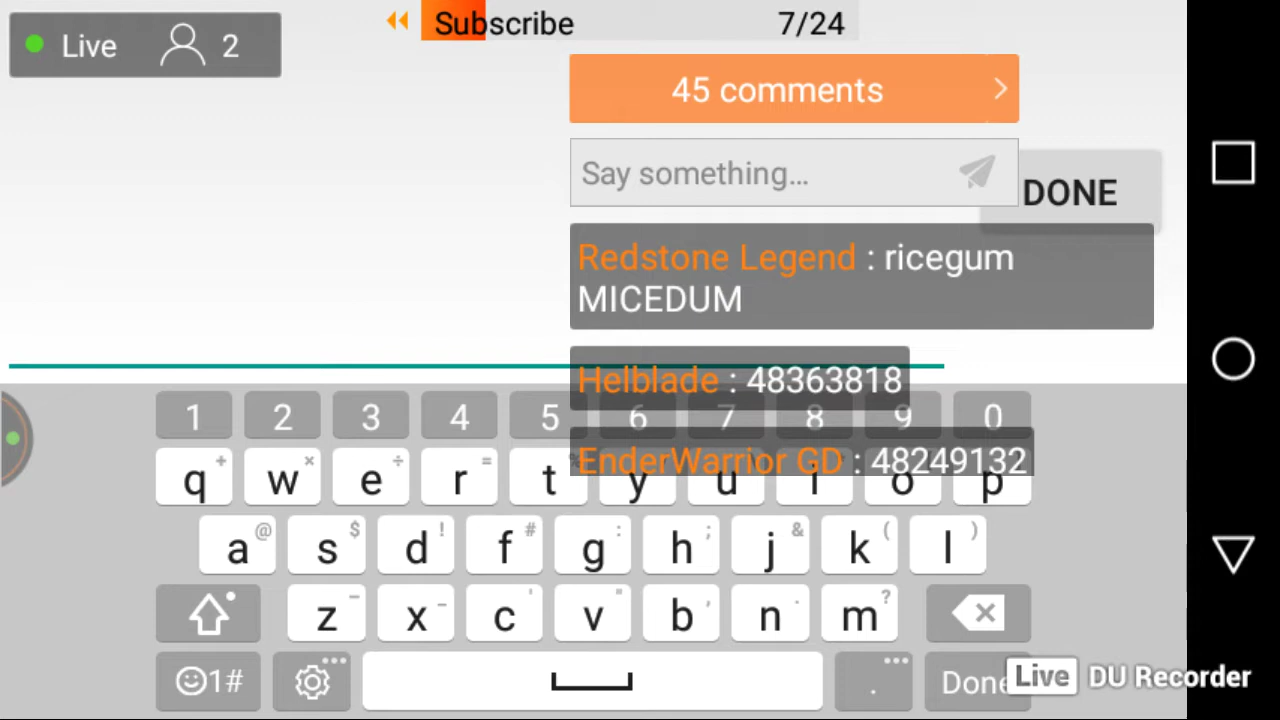 Live 2
Subscribe 7/24
45 comments
Say something...
DONE
Redstone Legend : ricegum
MICEDUM
Helblade : 48363818
EnderWarrior GD : 48249132
1 2 3 4 5 6 7 8 9 0
q + w × e ÷ r = t y u i o p
a @ s $ d ! f # g : h ; j & k ( l )
z - x _ c ' v " b , n . m ?
1# . Done
Live DU Recorder